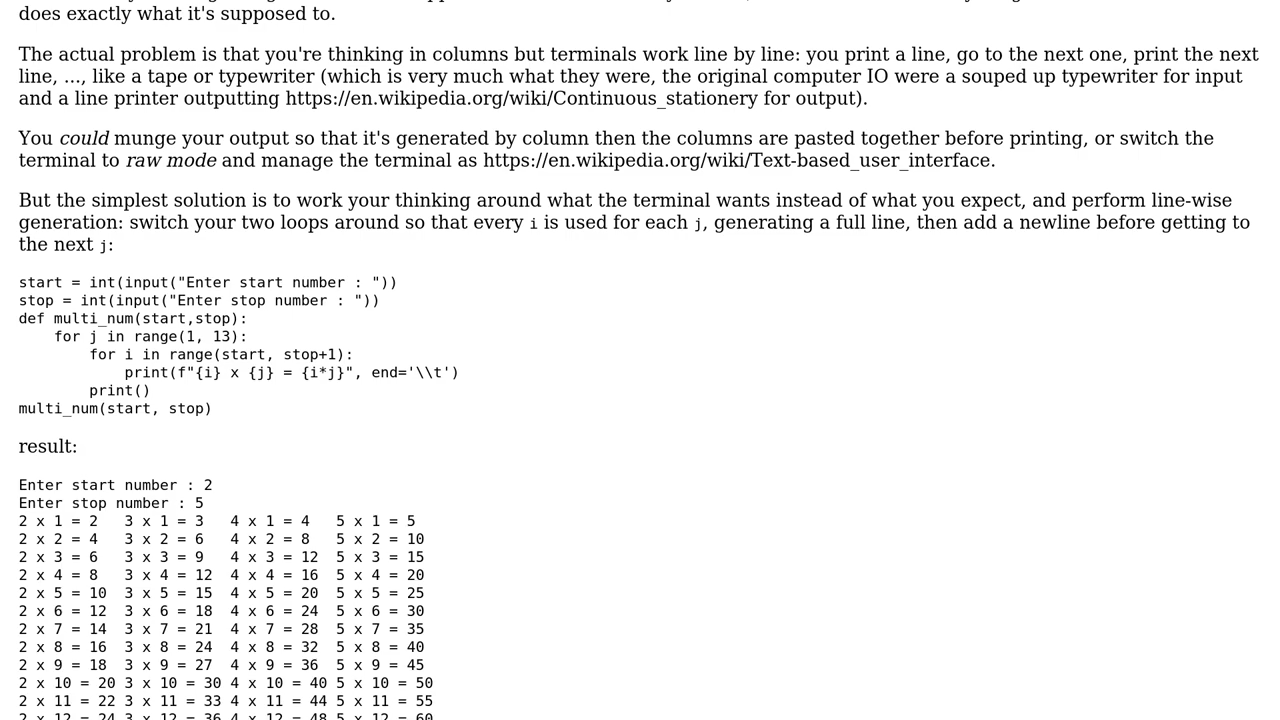 does exactly what it's supposed to.
The actual problem is that you're thinking in columns but terminals work line by line: you print a line, go to the next one, print the next
line, ..., like a tape or typewriter (which is very much what they were, the original computer IO were a souped up typewriter for input
and a line printer outputting https://en.wikipedia.org/wiki/Continuous_stationery for output).
You could munge your output so that it's generated by column then the columns are pasted together before printing, or switch the
terminal to raw mode and manage the terminal as https://en.wikipedia.org/wiki/Text-based_user_interface.
But the simplest solution is to work your thinking around what the terminal wants instead of what you expect, and perform line-wise
generation: switch your two loops around so that every i is used for each j, generating a full line, then add a newline before getting to
the next j:
start = int(input("Enter start number : "))
stop = int(input("Enter stop number : "))
def multi_num(start,stop):
    for j in range(1, 13):
        for i in range(start, stop+1):
            print(f"{i} x {j} = {i*j}", end='\\t')
        print()
multi_num(start, stop)
result:
Enter start number : 2
Enter stop number : 5
2 x 1 = 2   3 x 1 = 3   4 x 1 = 4   5 x 1 = 5
2 x 2 = 4   3 x 2 = 6   4 x 2 = 8   5 x 2 = 10
2 x 3 = 6   3 x 3 = 9   4 x 3 = 12  5 x 3 = 15
2 x 4 = 8   3 x 4 = 12  4 x 4 = 16  5 x 4 = 20
2 x 5 = 10  3 x 5 = 15  4 x 5 = 20  5 x 5 = 25
2 x 6 = 12  3 x 6 = 18  4 x 6 = 24  5 x 6 = 30
2 x 7 = 14  3 x 7 = 21  4 x 7 = 28  5 x 7 = 35
2 x 8 = 16  3 x 8 = 24  4 x 8 = 32  5 x 8 = 40
2 x 9 = 18  3 x 9 = 27  4 x 9 = 36  5 x 9 = 45
2 x 10 = 20 3 x 10 = 30 4 x 10 = 40 5 x 10 = 50
2 x 11 = 22 3 x 11 = 33 4 x 11 = 44 5 x 11 = 55
2 x 12 = 24 3 x 12 = 36 4 x 12 = 48 5 x 12 = 60